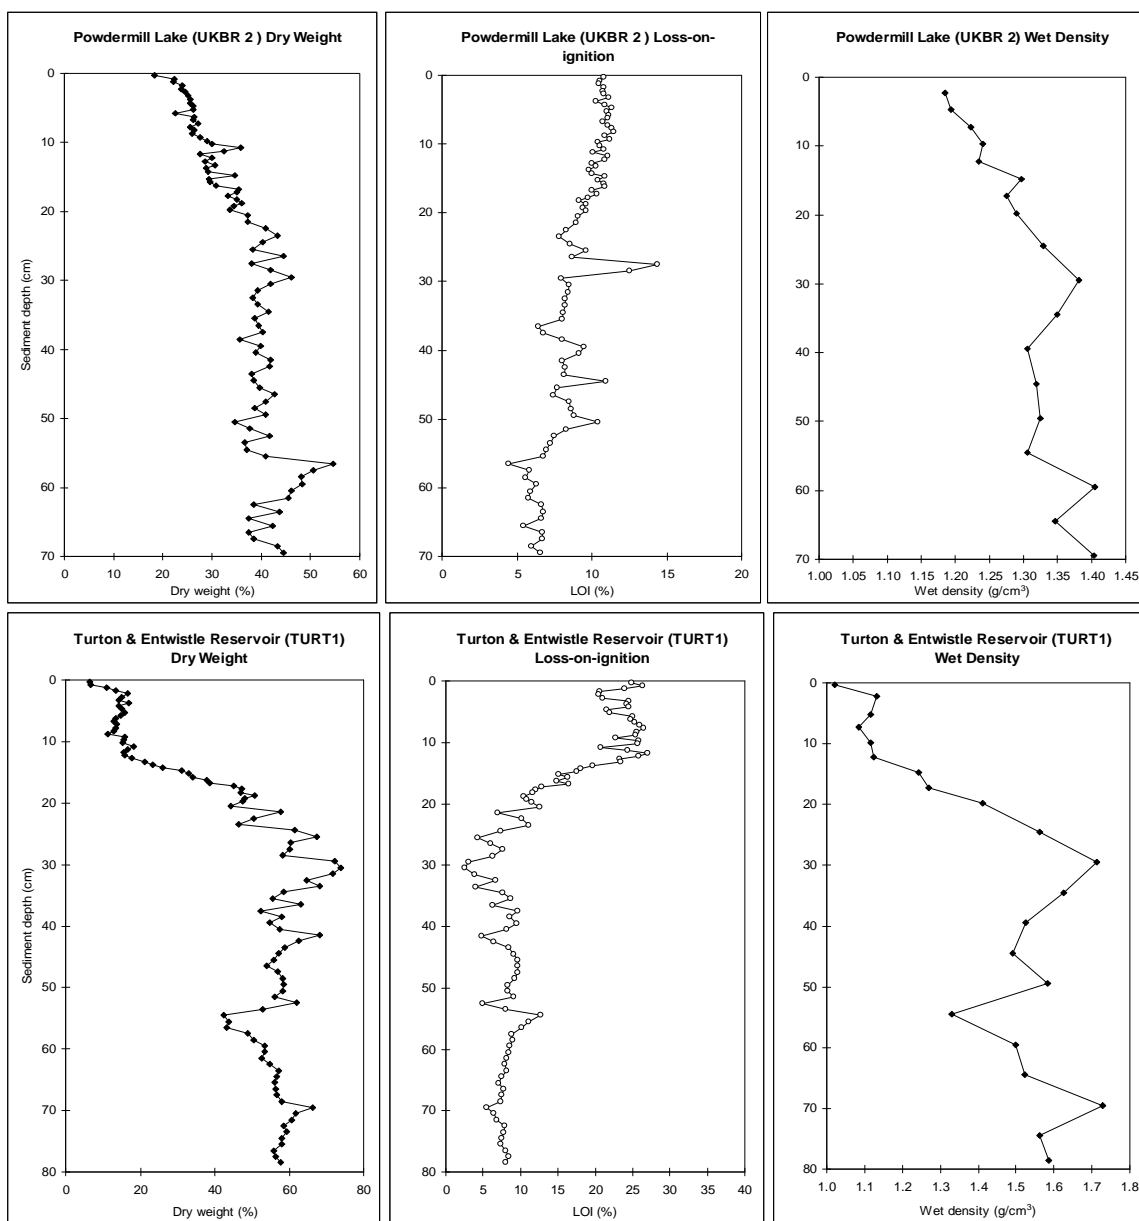 Powdermill Lake (UKBR 2 ) Dry Weight
0
10
20
30
40
50
60
70
Sediment depth (cm)
0 10 20 30 40 50 60
Dry weight (%)
Powdermill Lake (UKBR 2 ) Loss-on-
ignition
0
10
20
30
40
50
60
70
0 5 10 15 20
LOI (%)
Powdermill Lake (UKBR 2) Wet Density
0
10
20
30
40
50
60
70
1.00 1.05 1.10 1.15 1.20 1.25 1.30 1.35 1.40 1.45
Wet density (g/cm³)
Turton & Entwistle Reservoir (TURT1)
Dry Weight
0
10
20
30
40
50
60
70
80
Sediment depth (cm)
0 20 40 60 80
Dry weight (%)
Turton & Entwistle Reservoir (TURT1)
Loss-on-ignition
0
10
20
30
40
50
60
70
80
0 5 10 15 20 25 30 35 40
LOI (%)
Turton & Entwistle Reservoir (TURT1)
Wet Density
0
10
20
30
40
50
60
70
80
1.0 1.1 1.2 1.3 1.4 1.5 1.6 1.7 1.8
Wet density (g/cm³)